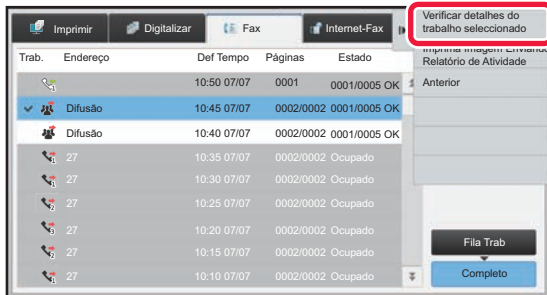 Imprimir Digitalizar Fax Internet-Fax
Verificar detalhes do
trabalho seleccionado
Imprima Imagem Enviando
Relatório de Atividade
Anterior
Trab. Endereço Def Tempo Páginas Estado
10:50 07/07 0001 0001/0005 OK
Difusão 10:45 07/07 0002/0002 0001/0005 OK
Difusão 10:40 07/07 0002/0002 0001/0005 OK
27 10:35 07/07 0002/0002 Ocupado
27 10:30 07/07 0002/0002 Ocupado
27 10:25 07/07 0002/0002 Ocupado
27 10:20 07/07 0002/0002 Ocupado
27 10:15 07/07 0002/0002 Ocupado
27 10:10 07/07 0002/0002 Ocupado
Fila Trab
Completo